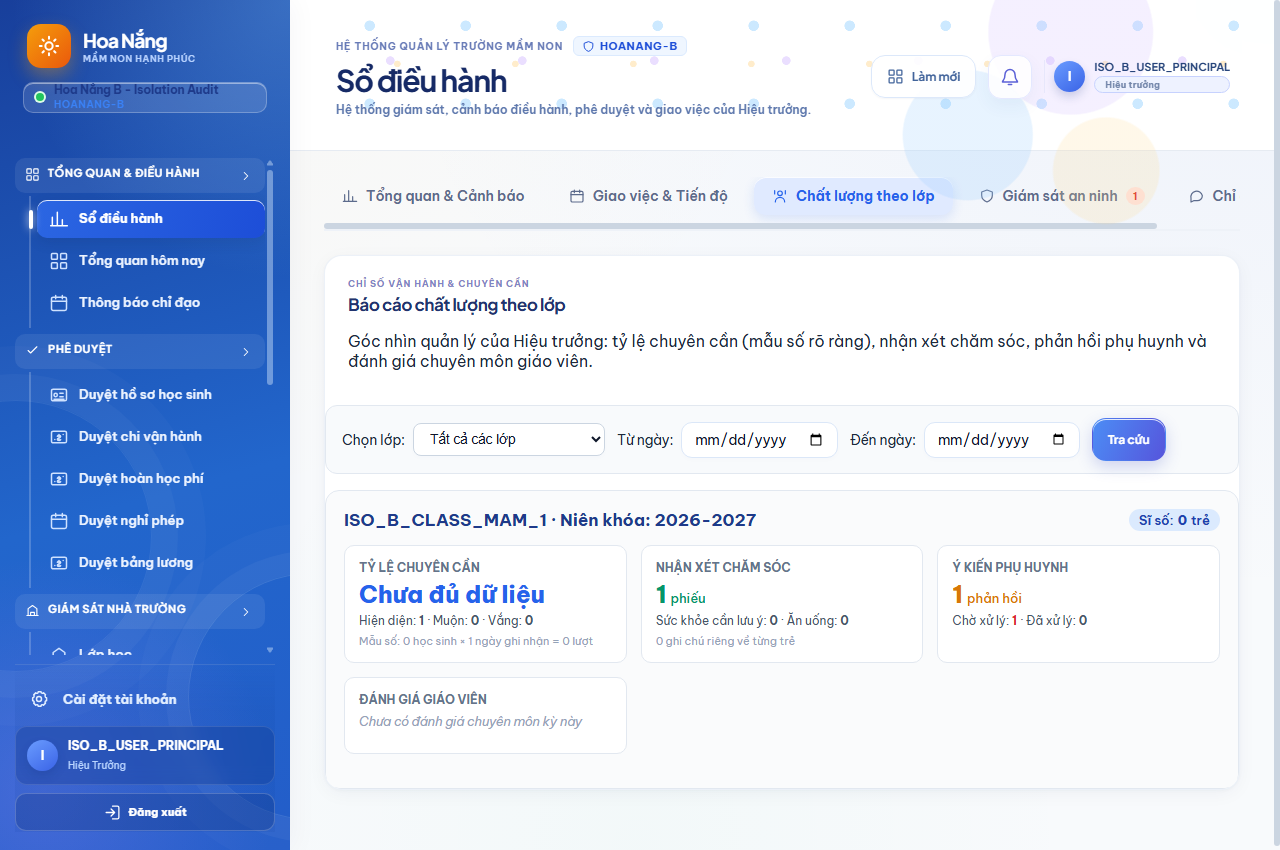 Hoa Nắng
MẦM NON HẠNH PHÚC
Hoa Nắng B - Isolation Audit
HOANANG-B
TỔNG QUAN & ĐIỀU HÀNH
Sổ điều hành
Tổng quan hôm nay
Thông báo chỉ đạo
PHÊ DUYỆT
Duyệt hồ sơ học sinh
Duyệt chi vận hành
Duyệt hoàn học phí
Duyệt nghỉ phép
Duyệt bảng lương
GIÁM SÁT NHÀ TRƯỜNG
Lớp học
Cài đặt tài khoản
I
ISO_B_USER_PRINCIPAL
Hiệu Trưởng
Đăng xuất
HỆ THỐNG QUẢN LÝ TRƯỜNG MẦM NON HOANANG-B
Sổ điều hành
Hệ thống giám sát, cảnh báo điều hành, phê duyệt và giao việc của Hiệu trưởng.
Làm mới
I
ISO_B_USER_PRINCIPAL
Hiệu trưởng
Tổng quan & Cảnh báo Giao việc & Tiến độ Chất lượng theo lớp Giám sát an ninh 1 Chỉ
CHỈ SỐ VẬN HÀNH & CHUYÊN CẦN
Báo cáo chất lượng theo lớp
Góc nhìn quản lý của Hiệu trưởng: tỷ lệ chuyên cần (mẫu số rõ ràng), nhận xét chăm sóc, phản hồi phụ huynh và
đánh giá chuyên môn giáo viên.
Chọn lớp: Tất cả các lớp Từ ngày: mm/dd/yyyy Đến ngày: mm/dd/yyyy Tra cứu
ISO_B_CLASS_MAM_1 · Niên khóa: 2026-2027 Sĩ số: 0 trẻ
TỶ LỆ CHUYÊN CẦN
Chưa đủ dữ liệu
Hiện diện: 1 · Muộn: 0 · Vắng: 0
Mẫu số: 0 học sinh × 1 ngày ghi nhận = 0 lượt
NHẬN XÉT CHĂM SÓC
1 phiếu
Sức khỏe cần lưu ý: 0 · Ăn uống: 0
0 ghi chú riêng về từng trẻ
Ý KIẾN PHỤ HUYNH
1 phản hồi
Chờ xử lý: 1 · Đã xử lý: 0
ĐÁNH GIÁ GIÁO VIÊN
Chưa có đánh giá chuyên môn kỳ này